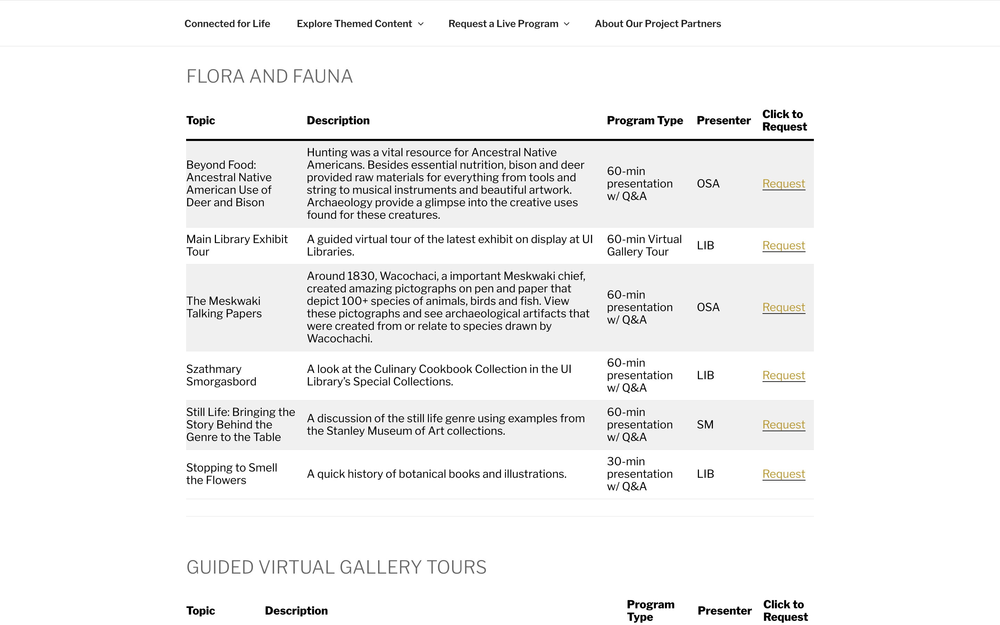 Connected for Life Explore Themed Content Request a Live Program About Our Project Partners
FLORA AND FAUNA
Topic Description Program Type Presenter Click to Request
Beyond Food:
Ancestral Native
American Use of
Deer and Bison
Hunting was a vital resource for Ancestral Native
Americans. Besides essential nutrition, bison and deer
provided raw materials for everything from tools and
string to musical instruments and beautiful artwork.
Archaeology provide a glimpse into the creative uses
found for these creatures.
60-min
presentation
w/ Q&A
OSA
Request
Main Library Exhibit
Tour
A guided virtual tour of the latest exhibit on display at UI
Libraries.
60-min Virtual
Gallery Tour
LIB
Request
The Meskwaki
Talking Papers
Around 1830, Wacochaci, a important Meskwaki chief,
created amazing pictographs on pen and paper that
depict 100+ species of animals, birds and fish. View
these pictographs and see archaeological artifacts that
were created from or relate to species drawn by
Wacochachi.
60-min
presentation
w/ Q&A
OSA
Request
Szathmary
Smorgasbord
A look at the Culinary Cookbook Collection in the UI
Library’s Special Collections.
60-min
presentation
w/ Q&A
LIB
Request
Still Life: Bringing the
Story Behind the
Genre to the Table
A discussion of the still life genre using examples from
the Stanley Museum of Art collections.
60-min
presentation
w/ Q&A
SM
Request
Stopping to Smell
the Flowers
A quick history of botanical books and illustrations.
30-min
presentation
w/ Q&A
LIB
Request
GUIDED VIRTUAL GALLERY TOURS
Topic Description Program Type Presenter Click to Request